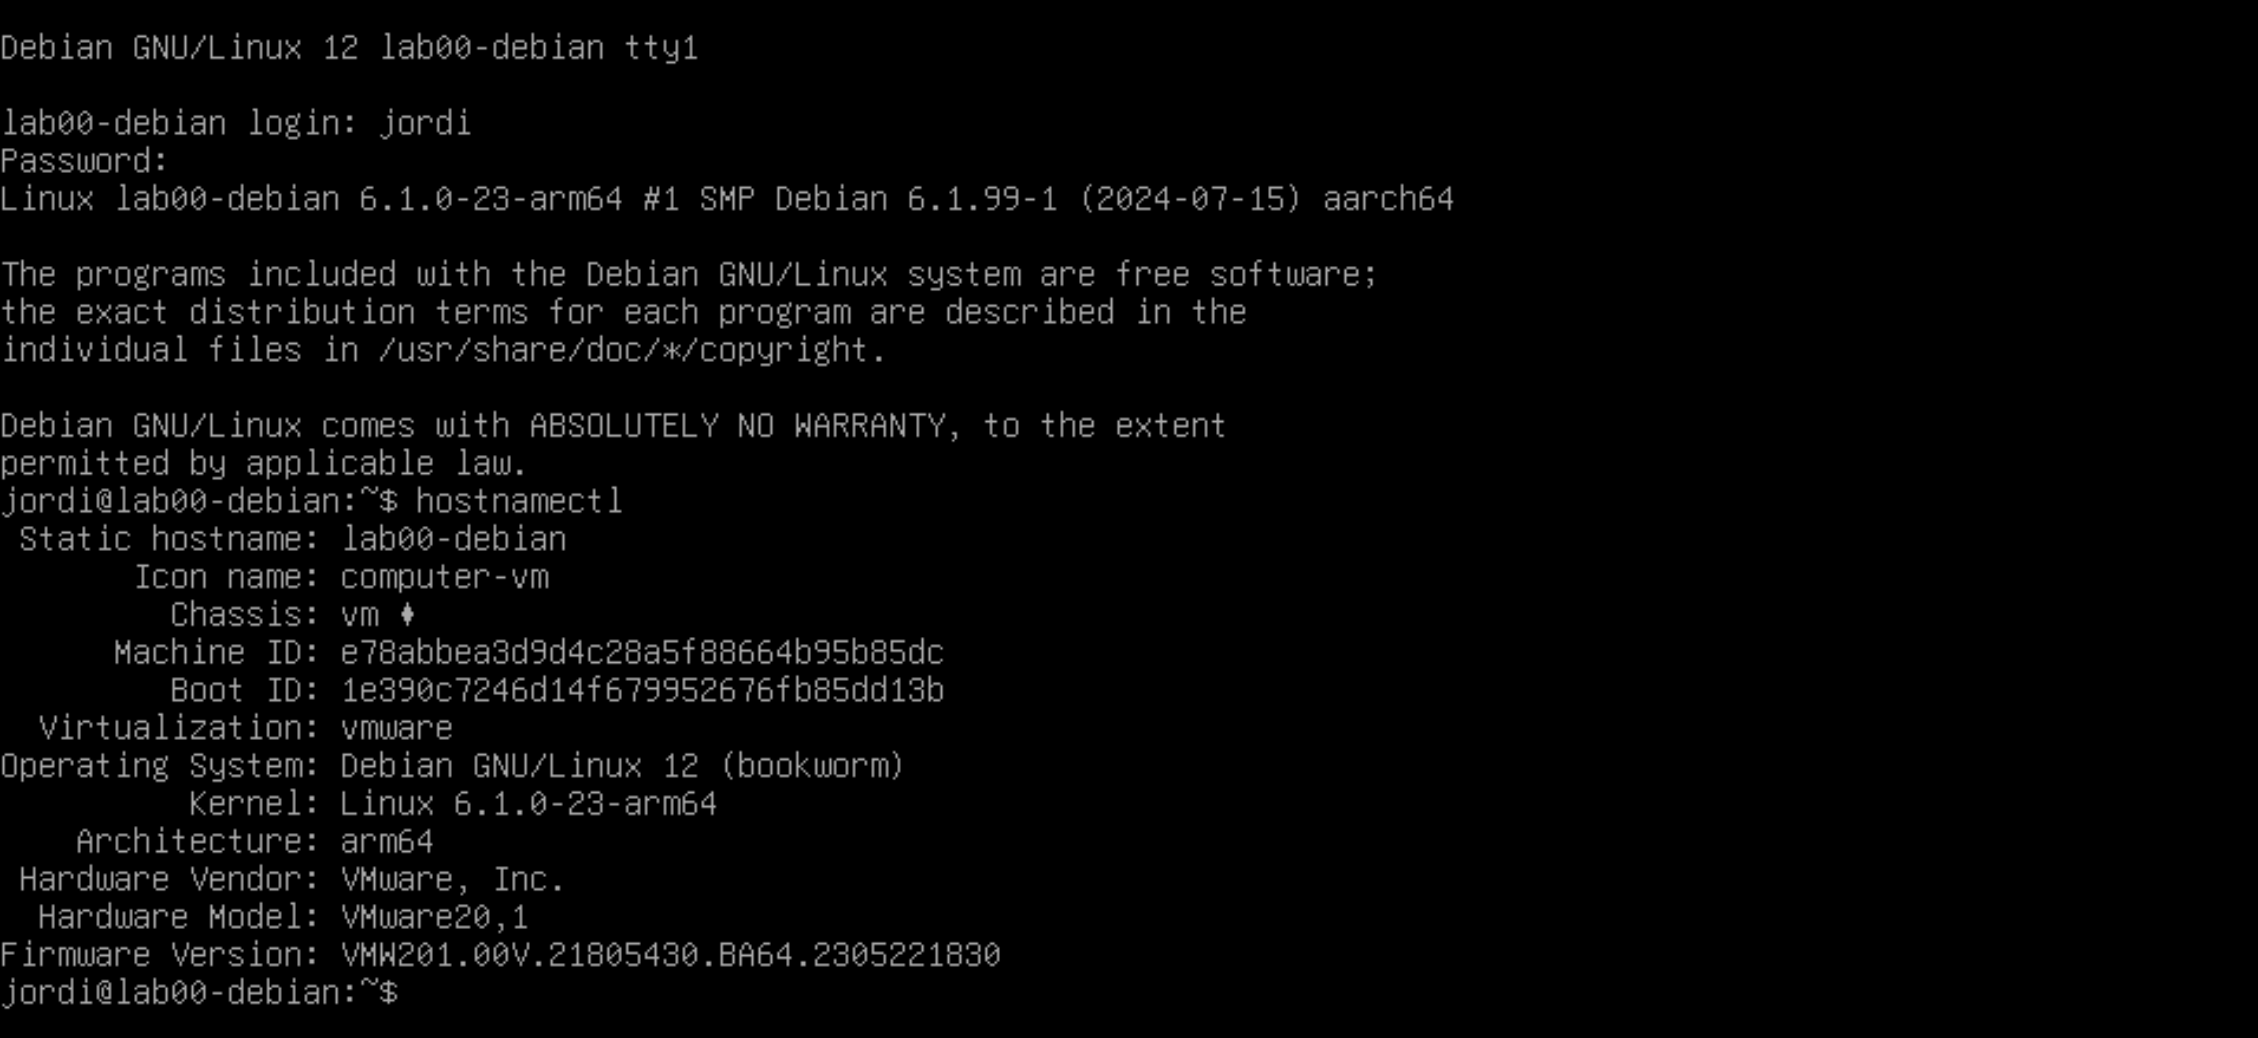 Debian GNU/Linux 12 lab00-debian tty1
lab00-debian login: jordi
Password:
Linux lab00-debian 6.1.0-23-arm64 #1 SMP Debian 6.1.99-1 (2024-07-15) aarch64
The programs included with the Debian GNU/Linux system are free software;
the exact distribution terms for each program are described in the
individual files in /usr/share/doc/*/copyright.
Debian GNU/Linux comes with ABSOLUTELY NO WARRANTY, to the extent
permitted by applicable law.
jordi@lab00-debian:~$ hostnamectl
Static hostname: lab00-debian
Icon name: computer-vm
Chassis: vm ♦
Machine ID: e78abbea3d9d4c28a5f88664b95b85dc
Boot ID: 1e390c7246d14f679952676fb85dd13b
Virtualization: vmware
Operating System: Debian GNU/Linux 12 (bookworm)
Kernel: Linux 6.1.0-23-arm64
Architecture: arm64
Hardware Vendor: VMware, Inc.
Hardware Model: VMware20,1
Firmware Version: VMW201.00V.21805430.BA64.2305221830
jordi@lab00-debian:~$